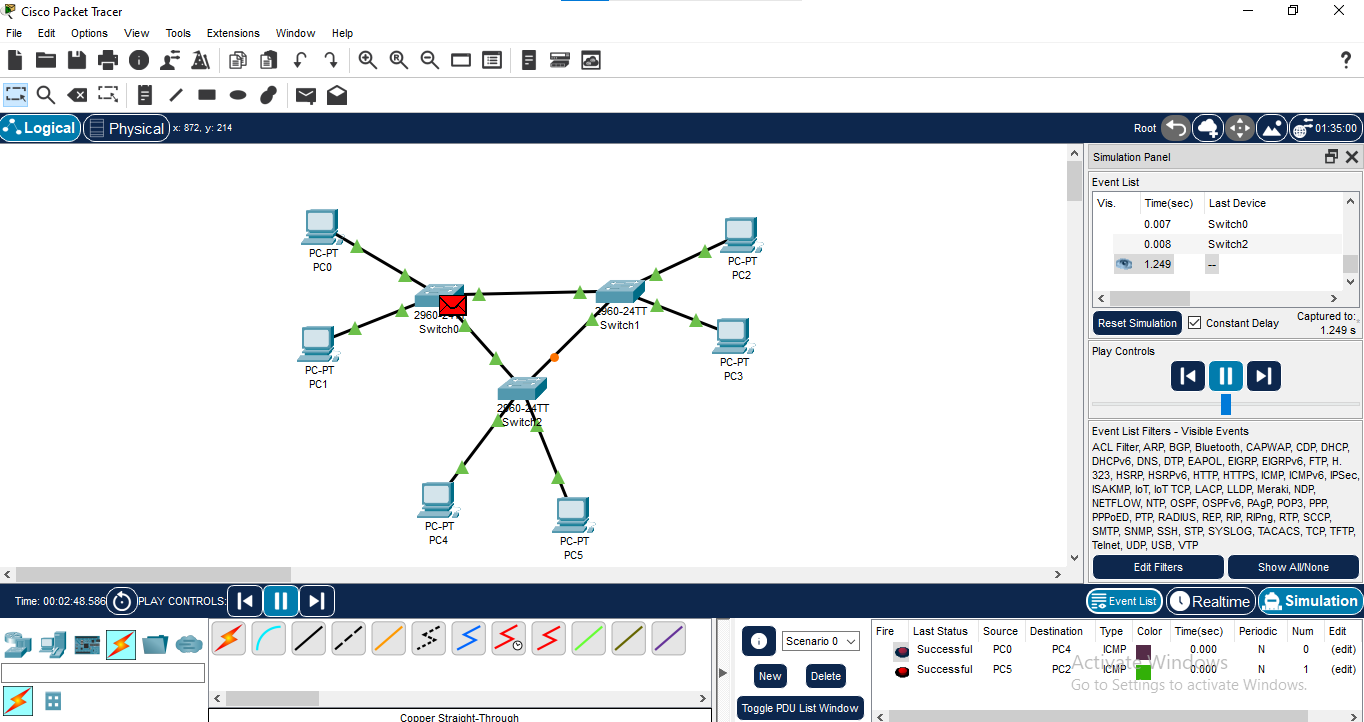 Cisco Packet Tracer
File Edit Options View Tools Extensions Window Help
Logical Physical x: 872, y: 214 Root 01:35:00
PC-PT
PC0
PC-PT
PC1
2960-24TT
Switch0
2960-24TT
Switch1
PC-PT
PC2
PC-PT
PC3
2960-24TT
Switch2
PC-PT
PC4
PC-PT
PC5
Simulation Panel
Event List
Vis. Time(sec) Last Device
0.007 Switch0
0.008 Switch2
1.249 --
Reset Simulation Constant Delay Captured to:
1.249 s
Play Controls
Event List Filters - Visible Events
ACL Filter, ARP, BGP, Bluetooth, CAPWAP, CDP, DHCP,
DHCPv6, DNS, DTP, EAPOL, EIGRP, EIGRPv6, FTP, H.
323, HSRP, HSRPv6, HTTP, HTTPS, ICMP, ICMPv6, IPSec,
ISAKMP, IoT, IoT TCP, LACP, LLDP, Meraki, NDP,
NETFLOW, NTP, OSPF, OSPFv6, PAgP, POP3, PPP,
PPPoED, PTP, RADIUS, REP, RIP, RIPng, RTP, SCCP,
SMTP, SNMP, SSH, STP, SYSLOG, TACACS, TCP, TFTP,
Telnet, UDP, USB, VTP
Edit Filters Show All/None
Time: 00:02:48.586 PLAY CONTROLS: Event List Realtime Simulation
Scenario 0
New Delete
Toggle PDU List Window
Fire Last Status Source Destination Type Color Time(sec) Periodic Num Edit
Successful PC0 PC4 ICMP 0.000 N 0 (edit)
Successful PC5 PC2 ICMP 0.000 N 1 (edit)
Activate Windows
Go to Settings to activate Windows.
Copper Straight-Through